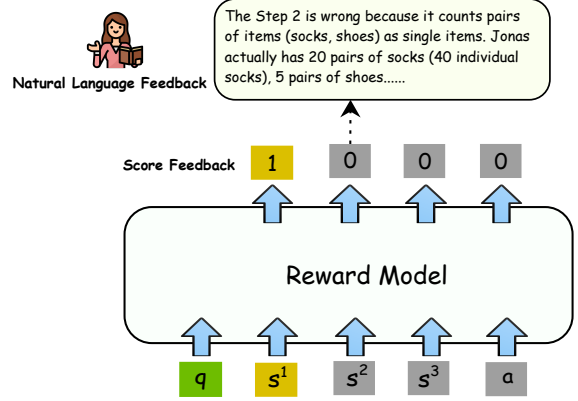 The Step 2 is wrong because it counts pairs
of items (socks, shoes) as single items. Jonas
actually has 20 pairs of socks (40 individual
socks), 5 pairs of shoes......
Natural Language Feedback
Score Feedback 1 0 0 0
Reward Model
q s¹ s² s³ a